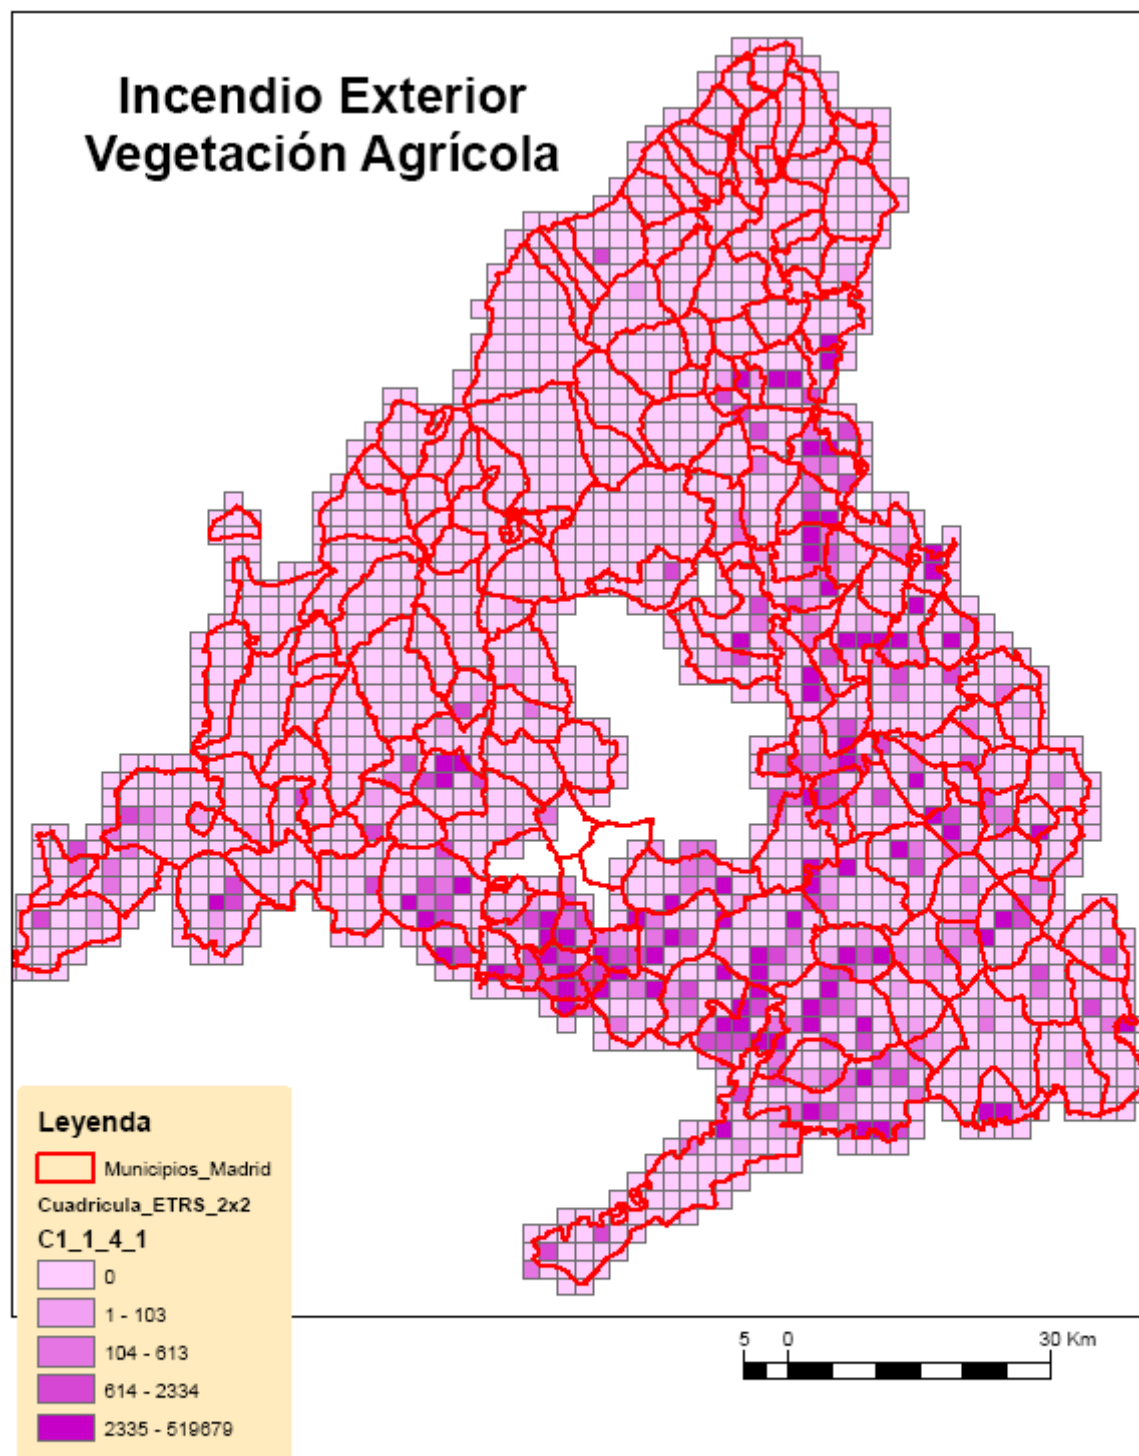 Incendio Exterior
Vegetación Agrícola
Leyenda
Municipios_Madrid
Cuadricula_ETRS_2x2
C1_1_4_1
0
1 - 103
104 - 613
614 - 2334
2335 - 519679
5 0 30 Km